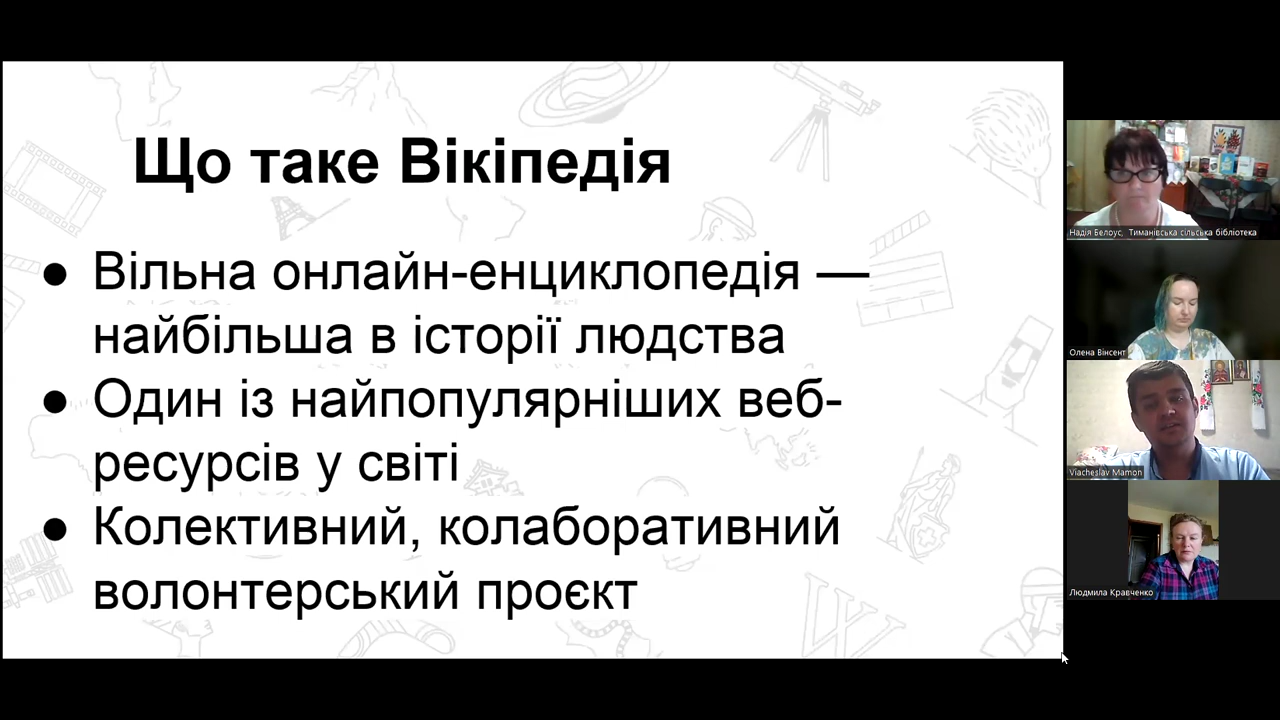 Що таке Вікіпедія
● Вільна онлайн-енциклопедія —
найбільша в історії людства
● Один із найпопулярніших веб-
ресурсів у світі
● Колективний, колаборативний
волонтерський проєкт
Надія Белоус, Тиманівська сільська бібліотека
Олена Вінсент
Viacheslav Mamon
Людмила Кравченко